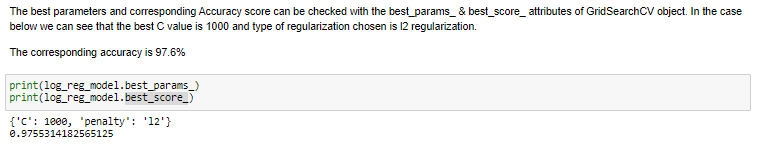 The best parameters and corresponding Accuracy score can be checked with the best_params_ & best_score_ attributes of GridSearchCV object. In the case
below we can see that the best C value is 1000 and type of regularization chosen is l2 regularization.
The corresponding accuracy is 97.6%
print(log_reg_model.best_params_)
print(log_reg_model.best_score_)
{'C': 1000, 'penalty': 'l2'}
0.9755314182565125